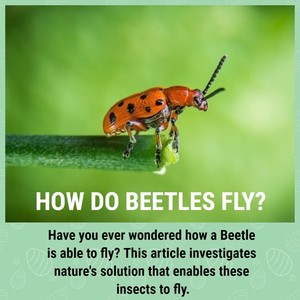 HOW DO BEETLES FLY?
Have you ever wondered how a Beetle
is able to fly? This article investigates
nature's solution that enables these
insects to fly.